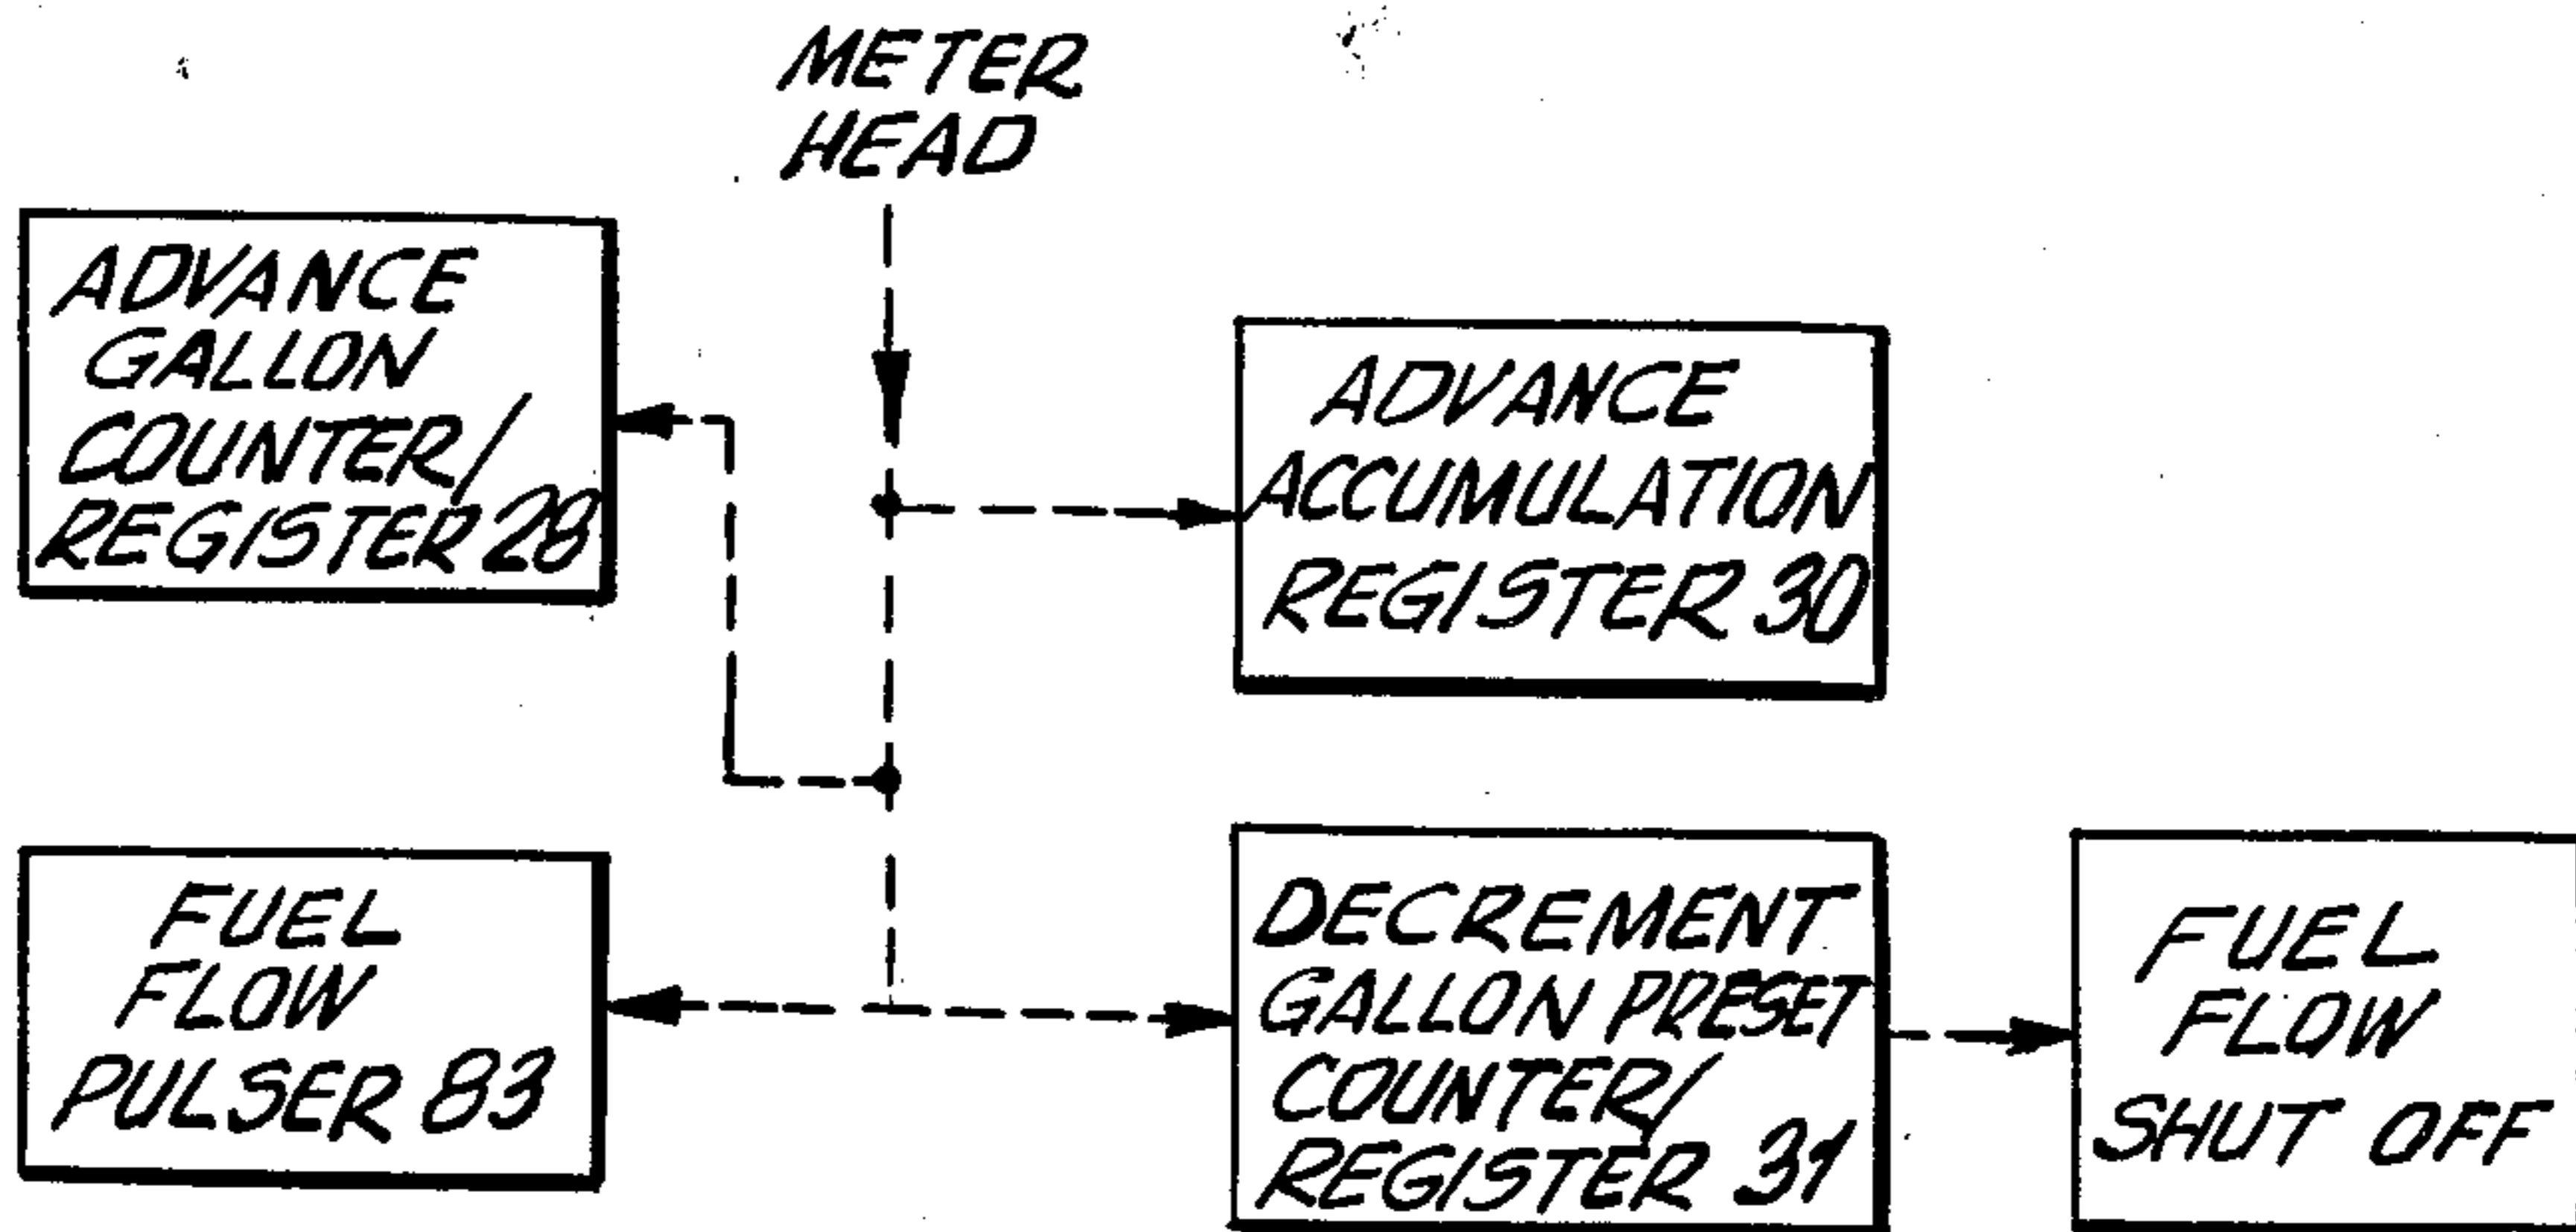 METER
HEAD
ADVANCE
GALLON
COUNTER/
REGISTER 28
ADVANCE
ACCUMULATION
REGISTER 30
FUEL
FLOW
PULSER 83
DECREMENT
GALLON PRESET
COUNTER/
REGISTER 31
FUEL
FLOW
SHUT OFF